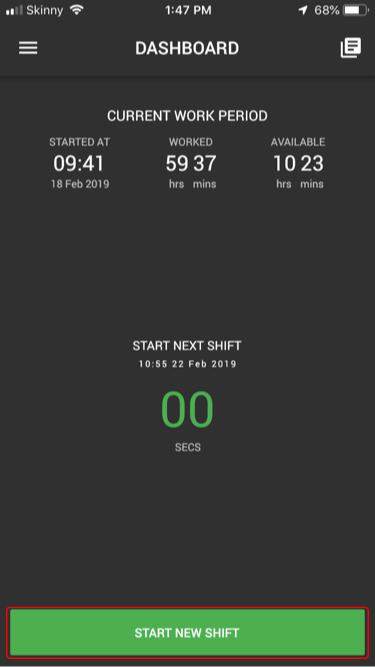 Skinny 1:47 PM 68%
DASHBOARD
CURRENT WORK PERIOD
STARTED AT WORKED AVAILABLE
09:41 59 37 10 23
18 Feb 2019 hrs mins hrs mins
START NEXT SHIFT
10:55 22 Feb 2019
00
SECS
START NEW SHIFT